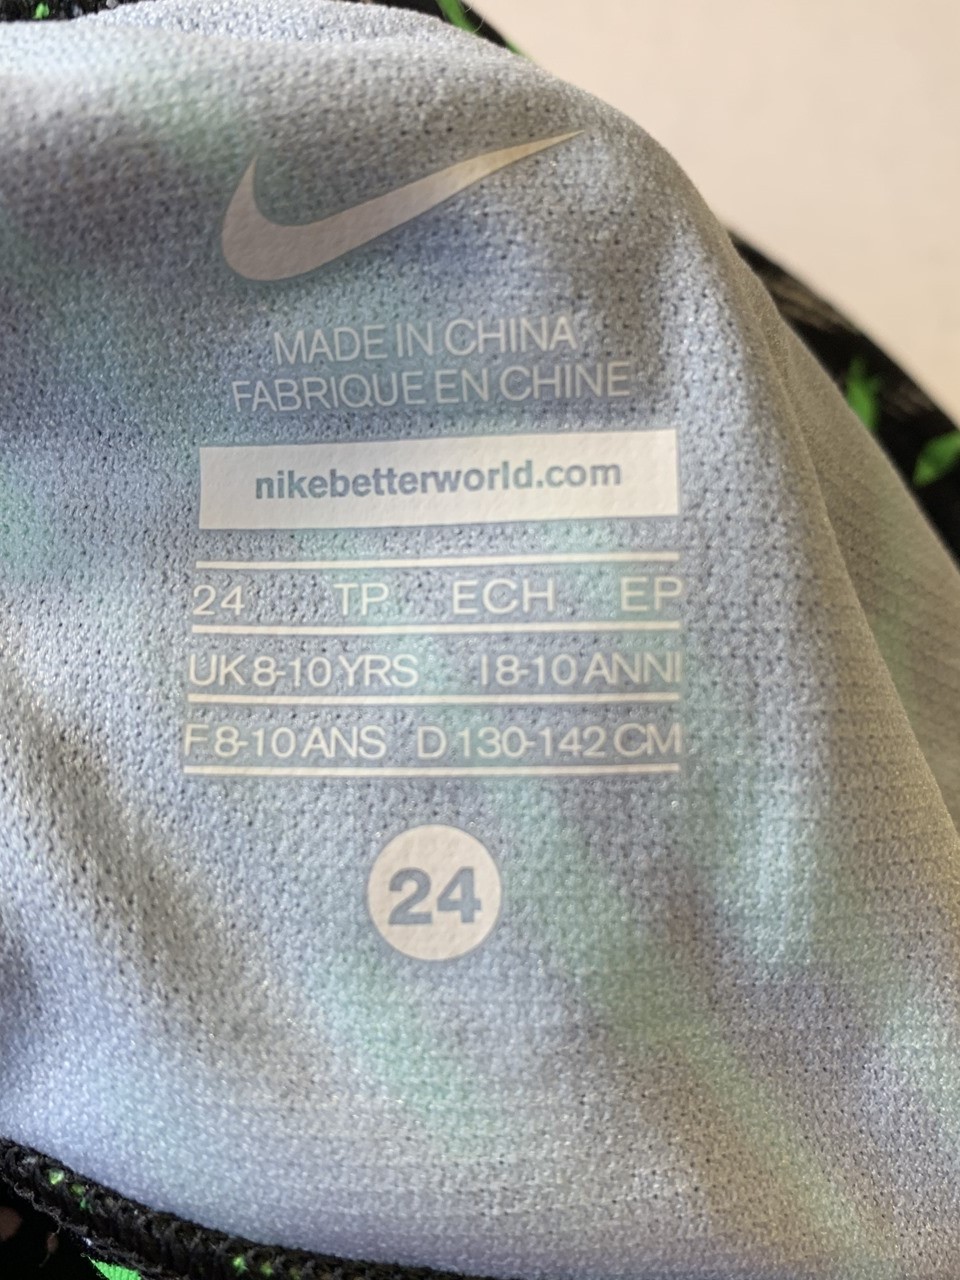 MADE IN CHINA
FABRIQUE EN CHINE
nikebetterworld.com
24 TP ECH EP
UK 8-10 YRS I 8-10 ANNI
F 8-10 ANS D 130-142 CM
24